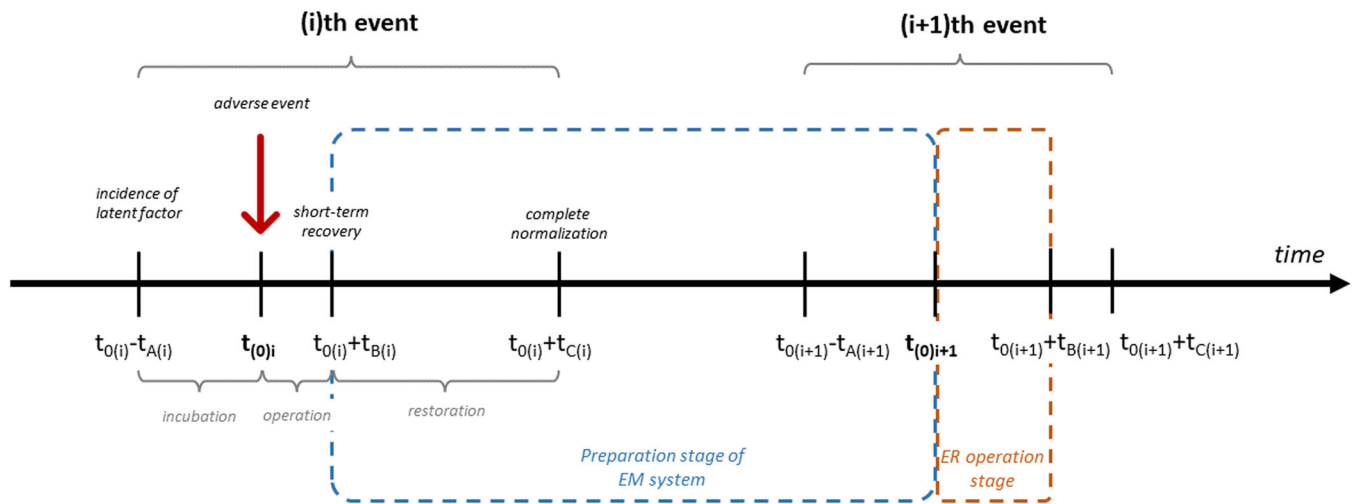 (i)th event
(i+1)th event
adverse event
incidence of
latent factor
short-term
recovery
complete
normalization
time
t0(i)-tA(i)
t(0)i
t0(i)+tB(i)
t0(i)+tC(i)
t0(i+1)-tA(i+1)
t(0)i+1
t0(i+1)+tB(i+1)
t0(i+1)+tC(i+1)
incubation
operation
restoration
Preparation stage of
EM system
ER operation
stage